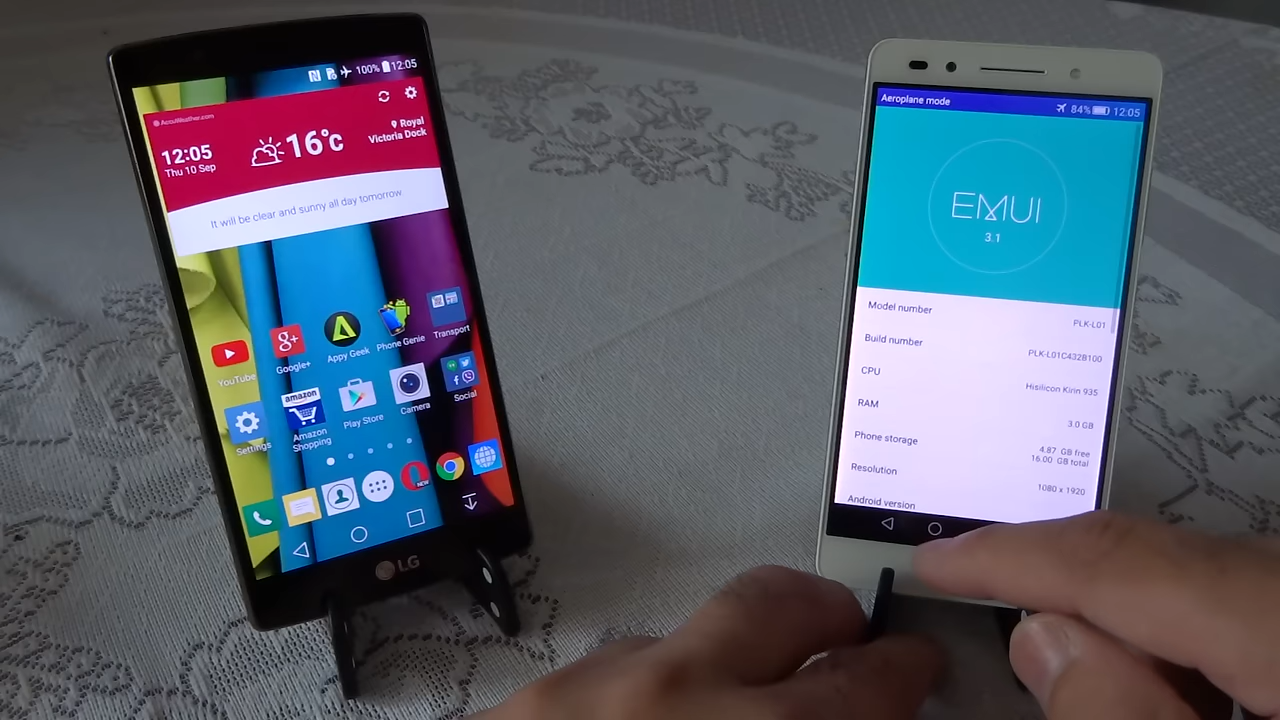 100% 12:05
AccuWeather.com
12:05
Thu 10 Sep
16°c
Royal
Victoria Dock
It will be clear and sunny all day tomorrow
YouTube
Google+
Appy Geek
Phone Genie
Transport
Settings
amazon
Amazon
Shopping
Play Store
Camera
Social
NEW
LG
Aeroplane mode
84% 12:05
EMUI
3.1
Model number
PLK-L01
Build number
PLK-L01C432B100
CPU
Hisilicon Kirin 935
RAM
3.0 GB
Phone storage
4.87 GB free
16.00 GB total
Resolution
1080 x 1920
Android version